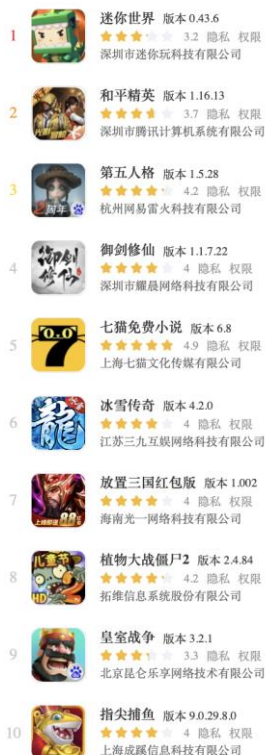 1
迷你世界 版本 0.43.6
3.2 隐私 权限
深圳市迷你玩科技有限公司
2
和平精英 版本 1.16.13
3.7 隐私 权限
深圳市腾讯计算机系统有限公司
3
第五人格 版本 1.5.28
4.2 隐私 权限
杭州网易雷火科技有限公司
4
御剑修仙
御剑修仙 版本 1.1.7.22
4 隐私 权限
深圳市耀晨网络科技有限公司
5
七猫免费小说 版本 6.8
4.9 隐私 权限
上海七猫文化传媒有限公司
6
龍
冰雪传奇 版本 4.2.0
4 隐私 权限
江苏三九互娱网络科技有限公司
7
放置三国红包版 版本 1.002
4 隐私 权限
海南光一网络科技有限公司
8
儿童节
HD
植物大战僵尸2 版本 2.4.84
4.2 隐私 权限
拓维信息系统股份有限公司
9
皇室战争 版本 3.2.1
3.3 隐私 权限
北京昆仑乐享网络技术有限公司
10
指尖捕鱼 版本 9.0.29.8.0
4 隐私 权限
上海成蹊信息科技有限公司